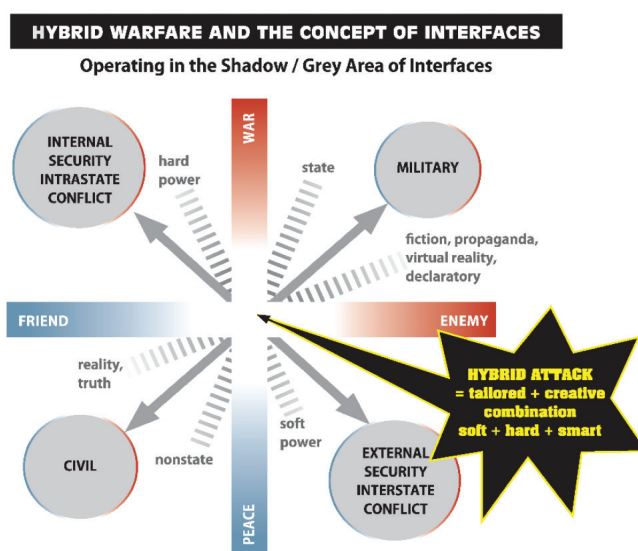 HYBRID WARFARE AND THE CONCEPT OF INTERFACES
Operating in the Shadow / Grey Area of Interfaces
INTERNAL
SECURITY
INTRASTATE
CONFLICT
hard
power
WAR
state
MILITARY
fiction, propaganda,
virtual reality,
declaratory
FRIEND
ENEMY
reality,
truth
HYBRID ATTACK
= tailored + creative
combination
soft + hard + smart
CIVIL
nonstate
PEACE
soft
power
EXTERNAL
SECURITY
INTERSTATE
CONFLICT